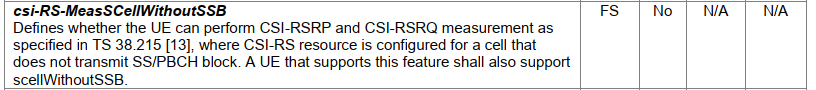 csi-RS-MeasSCellWithoutSSB FS No N/A N/A
Defines whether the UE can perform CSI-RSRP and CSI-RSRQ measurement as
specified in TS 38.215 [13], where CSI-RS resource is configured for a cell that
does not transmit SS/PBCH block. A UE that supports this feature shall also support
scellWithoutSSB.